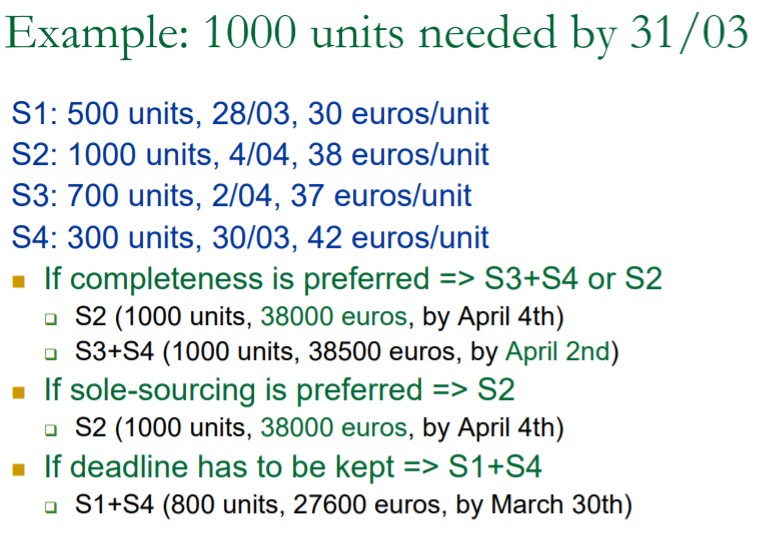 Example: 1000 units needed by 31/03
S1: 500 units, 28/03, 30 euros/unit
S2: 1000 units, 4/04, 38 euros/unit
S3: 700 units, 2/04, 37 euros/unit
S4: 300 units, 30/03, 42 euros/unit
If completeness is preferred => S3+S4 or S2
S2 (1000 units, 38000 euros, by April 4th)
S3+S4 (1000 units, 38500 euros, by April 2nd)
If sole-sourcing is preferred => S2
S2 (1000 units, 38000 euros, by April 4th)
If deadline has to be kept => S1+S4
S1+S4 (800 units, 27600 euros, by March 30th)